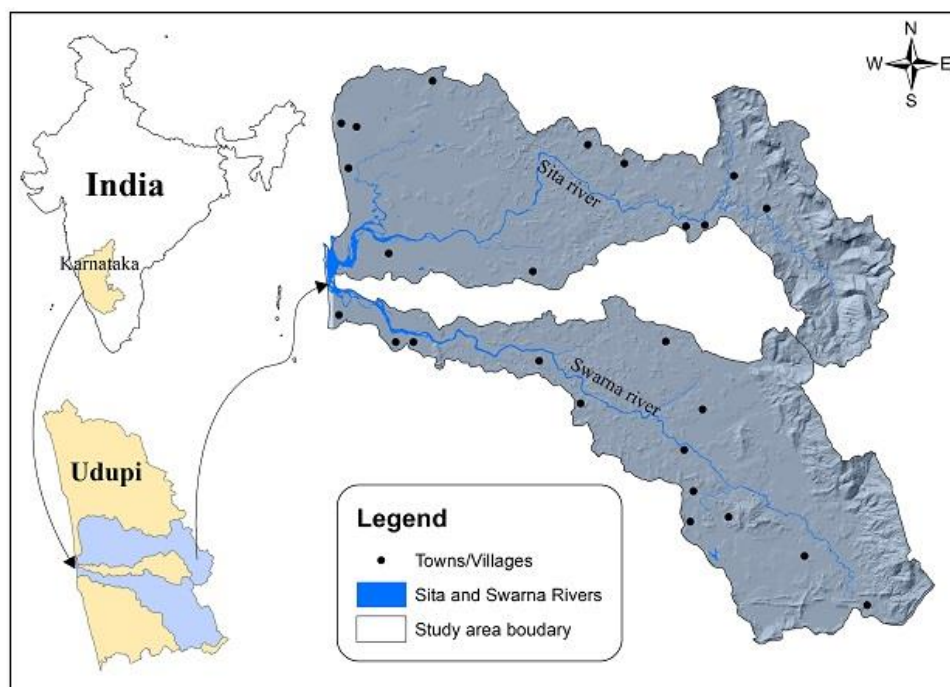 N
W E
S
India
Karnataka
Sita river
Swarna river
Udupi
Legend
Towns/Villages
Sita and Swarna Rivers
Study area boudary